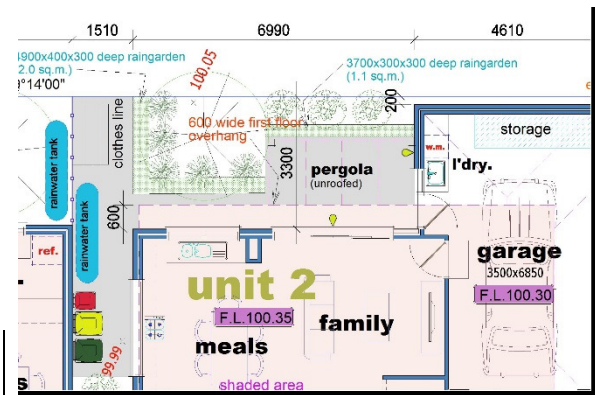 1510
6990
4610
4900x400x300 deep raingarden
2.0 sq.m.)
9°14'00"
100.05
3700x300x300 deep raingarden
(1.1 sq.m.)
200
clothes line
600 wide first floor
overhang
3300
pergola
(unroofed)
w.m.
l'dry.
storage
rainwater tank
rainwater tank
600
ref.
unit 2
F.L.100.35
meals
family
garage
3500x6850
F.L.100.30
99.99
shaded area